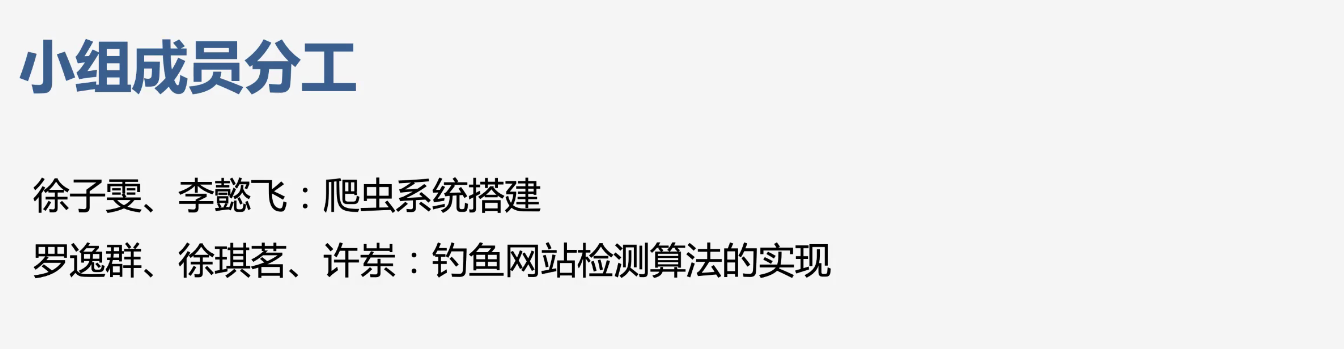 小组成员分工
徐子雯、李懿飞：爬虫系统搭建
罗逸群、徐琪茗、许岽：钓鱼网站检测算法的实现